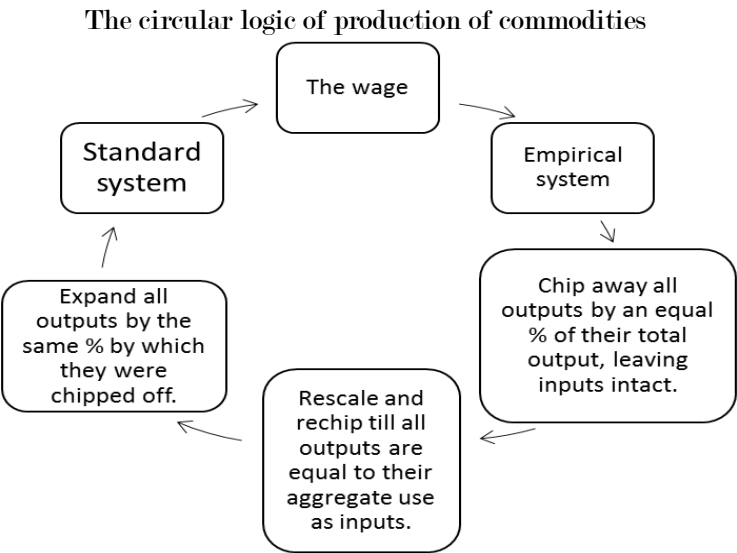 The circular logic of production of commodities
The wage
Empirical
system
Chip away all
outputs by an equal
% of their total
output, leaving
inputs intact.
Rescale and
rechip till all
outputs are
equal to their
aggregate use
as inputs.
Expand all
outputs by the
same % by which
they were
chipped off.
Standard
system